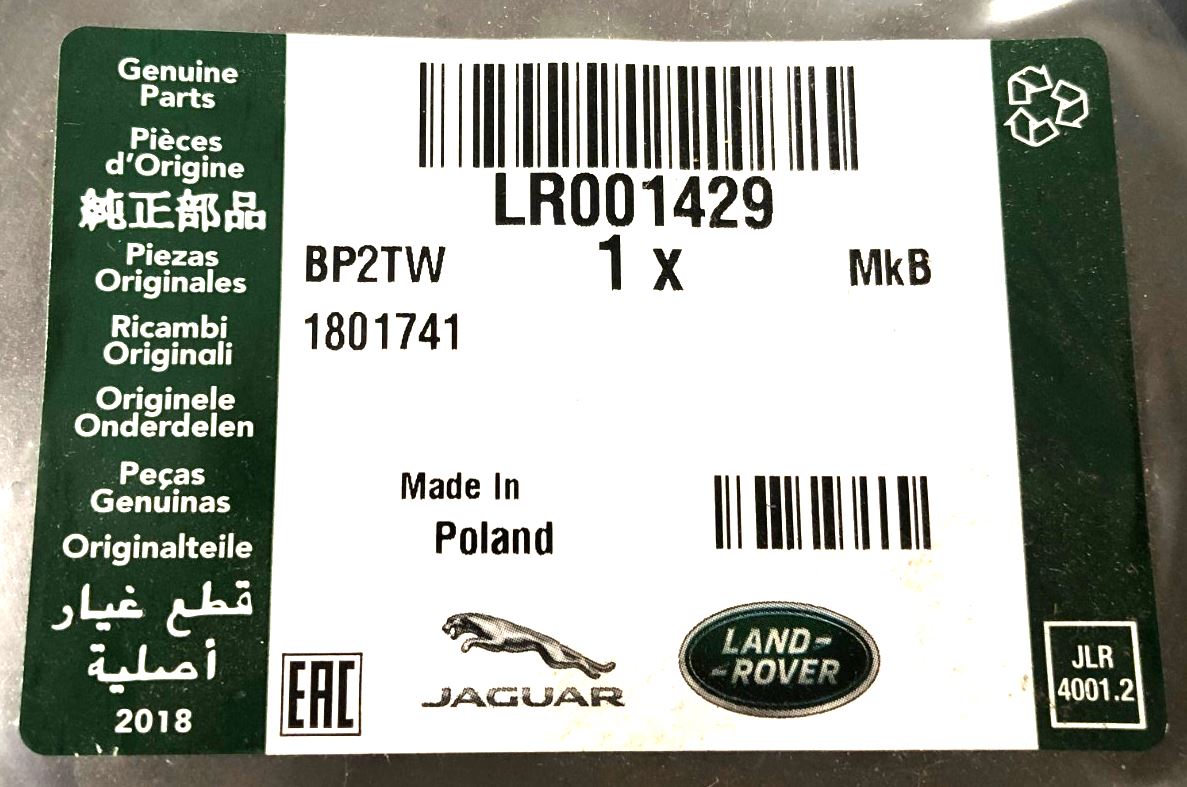 Genuine
Parts
Pièces
d'Origine
純正部品
Piezas
Originales
Ricambi
Originali
Originele
Onderdelen
Peças
Genuinas
Originalteile
قطع غيار
أصلية
2018
LR001429
BP2TW 1 x MkB
1801741
Made In
Poland
EAC
JAGUAR
LAND-
-ROVER
JLR
4001.2